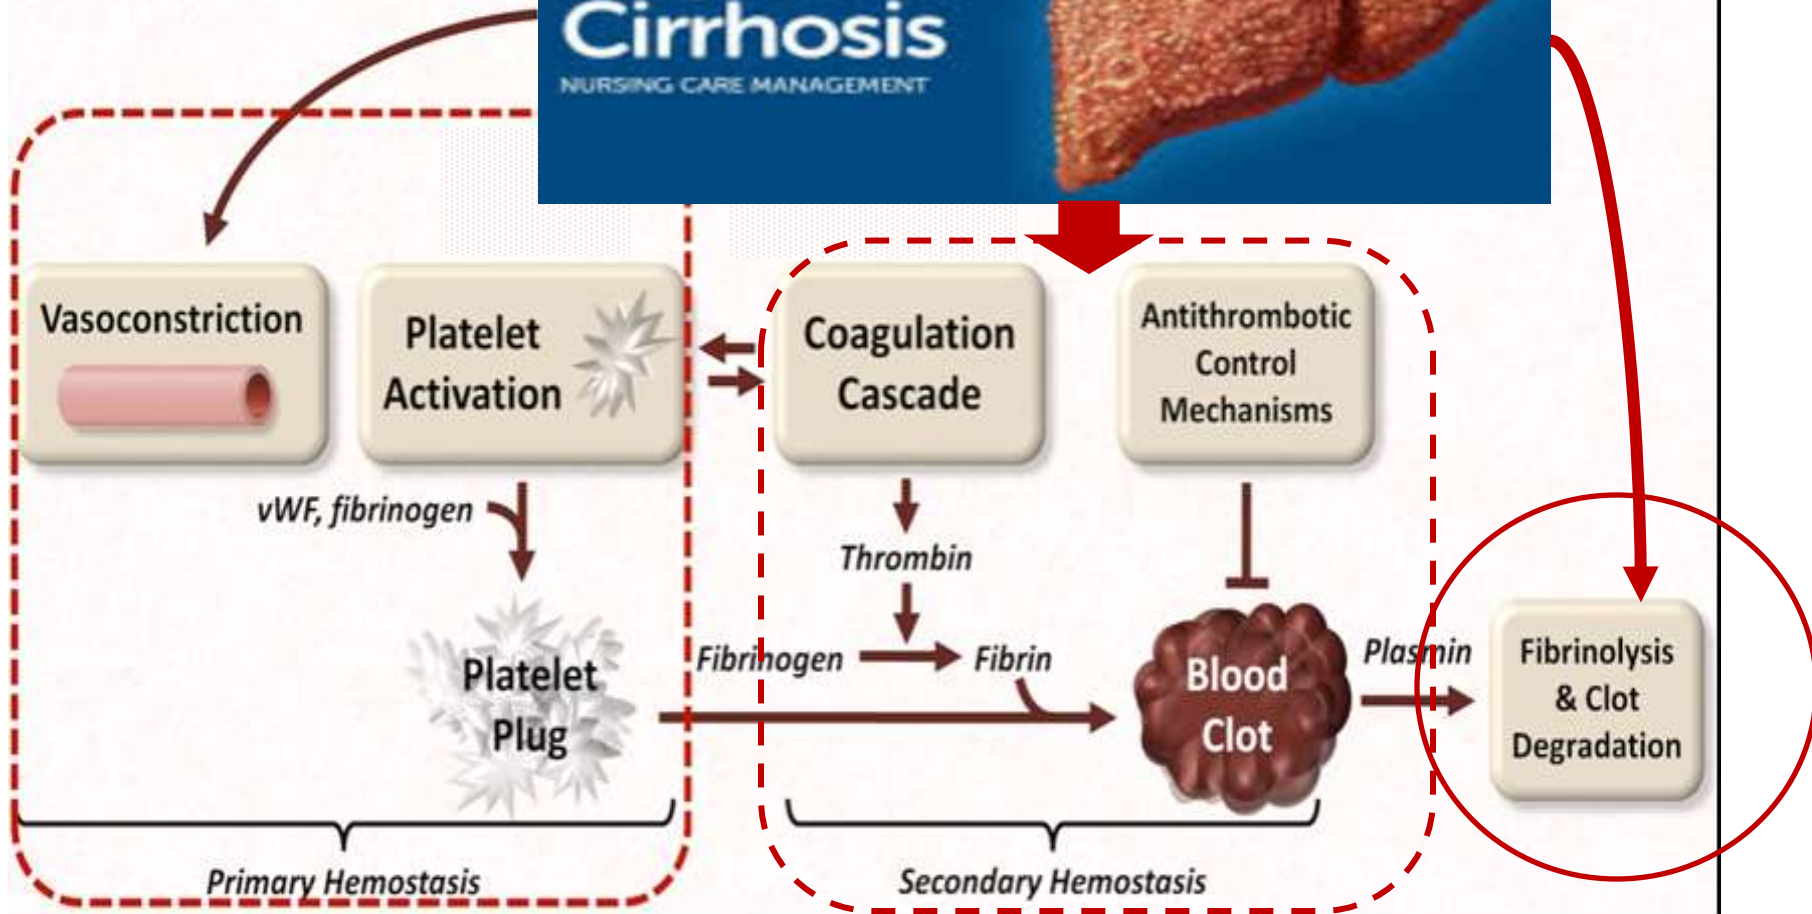 Cirrhosis
NURSING CARE MANAGEMENT
Vasoconstriction
Platelet
Activation
Coagulation
Cascade
Antithrombotic
Control
Mechanisms
vWF, fibrinogen
Thrombin
Platelet
Plug
Fibrinogen
Fibrin
Blood
Clot
Plasmin
Fibrinolysis
& Clot
Degradation
Primary Hemostasis
Secondary Hemostasis